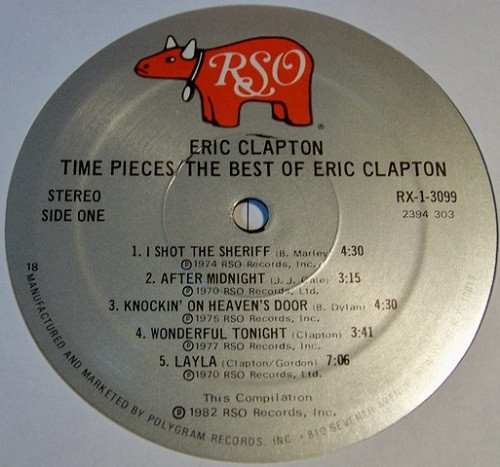 RSO
®
ERIC CLAPTON
TIME PIECES/THE BEST OF ERIC CLAPTON
STEREO
SIDE ONE
RX-1-3099
2394 303
1. I SHOT THE SHERIFF (B. Marley) 4:30
℗1974 RSO Records, Inc.
2. AFTER MIDNIGHT (J. J. Cale) 3:15
℗1970 RSO Records, Ltd.
3. KNOCKIN' ON HEAVEN'S DOOR (B. Dylan) 4:30
℗1975 RSO Records, Inc.
4. WONDERFUL TONIGHT (Clapton) 3:41
℗1977 RSO Records, Inc.
5. LAYLA (Clapton/Gordon) 7:06
℗1970 RSO Records, Ltd.
This Compilation
℗ 1982 RSO Records, Inc.
18
MANUFACTURED AND MARKETED BY POLYGRAM RECORDS, INC. • 810 SEVENTH